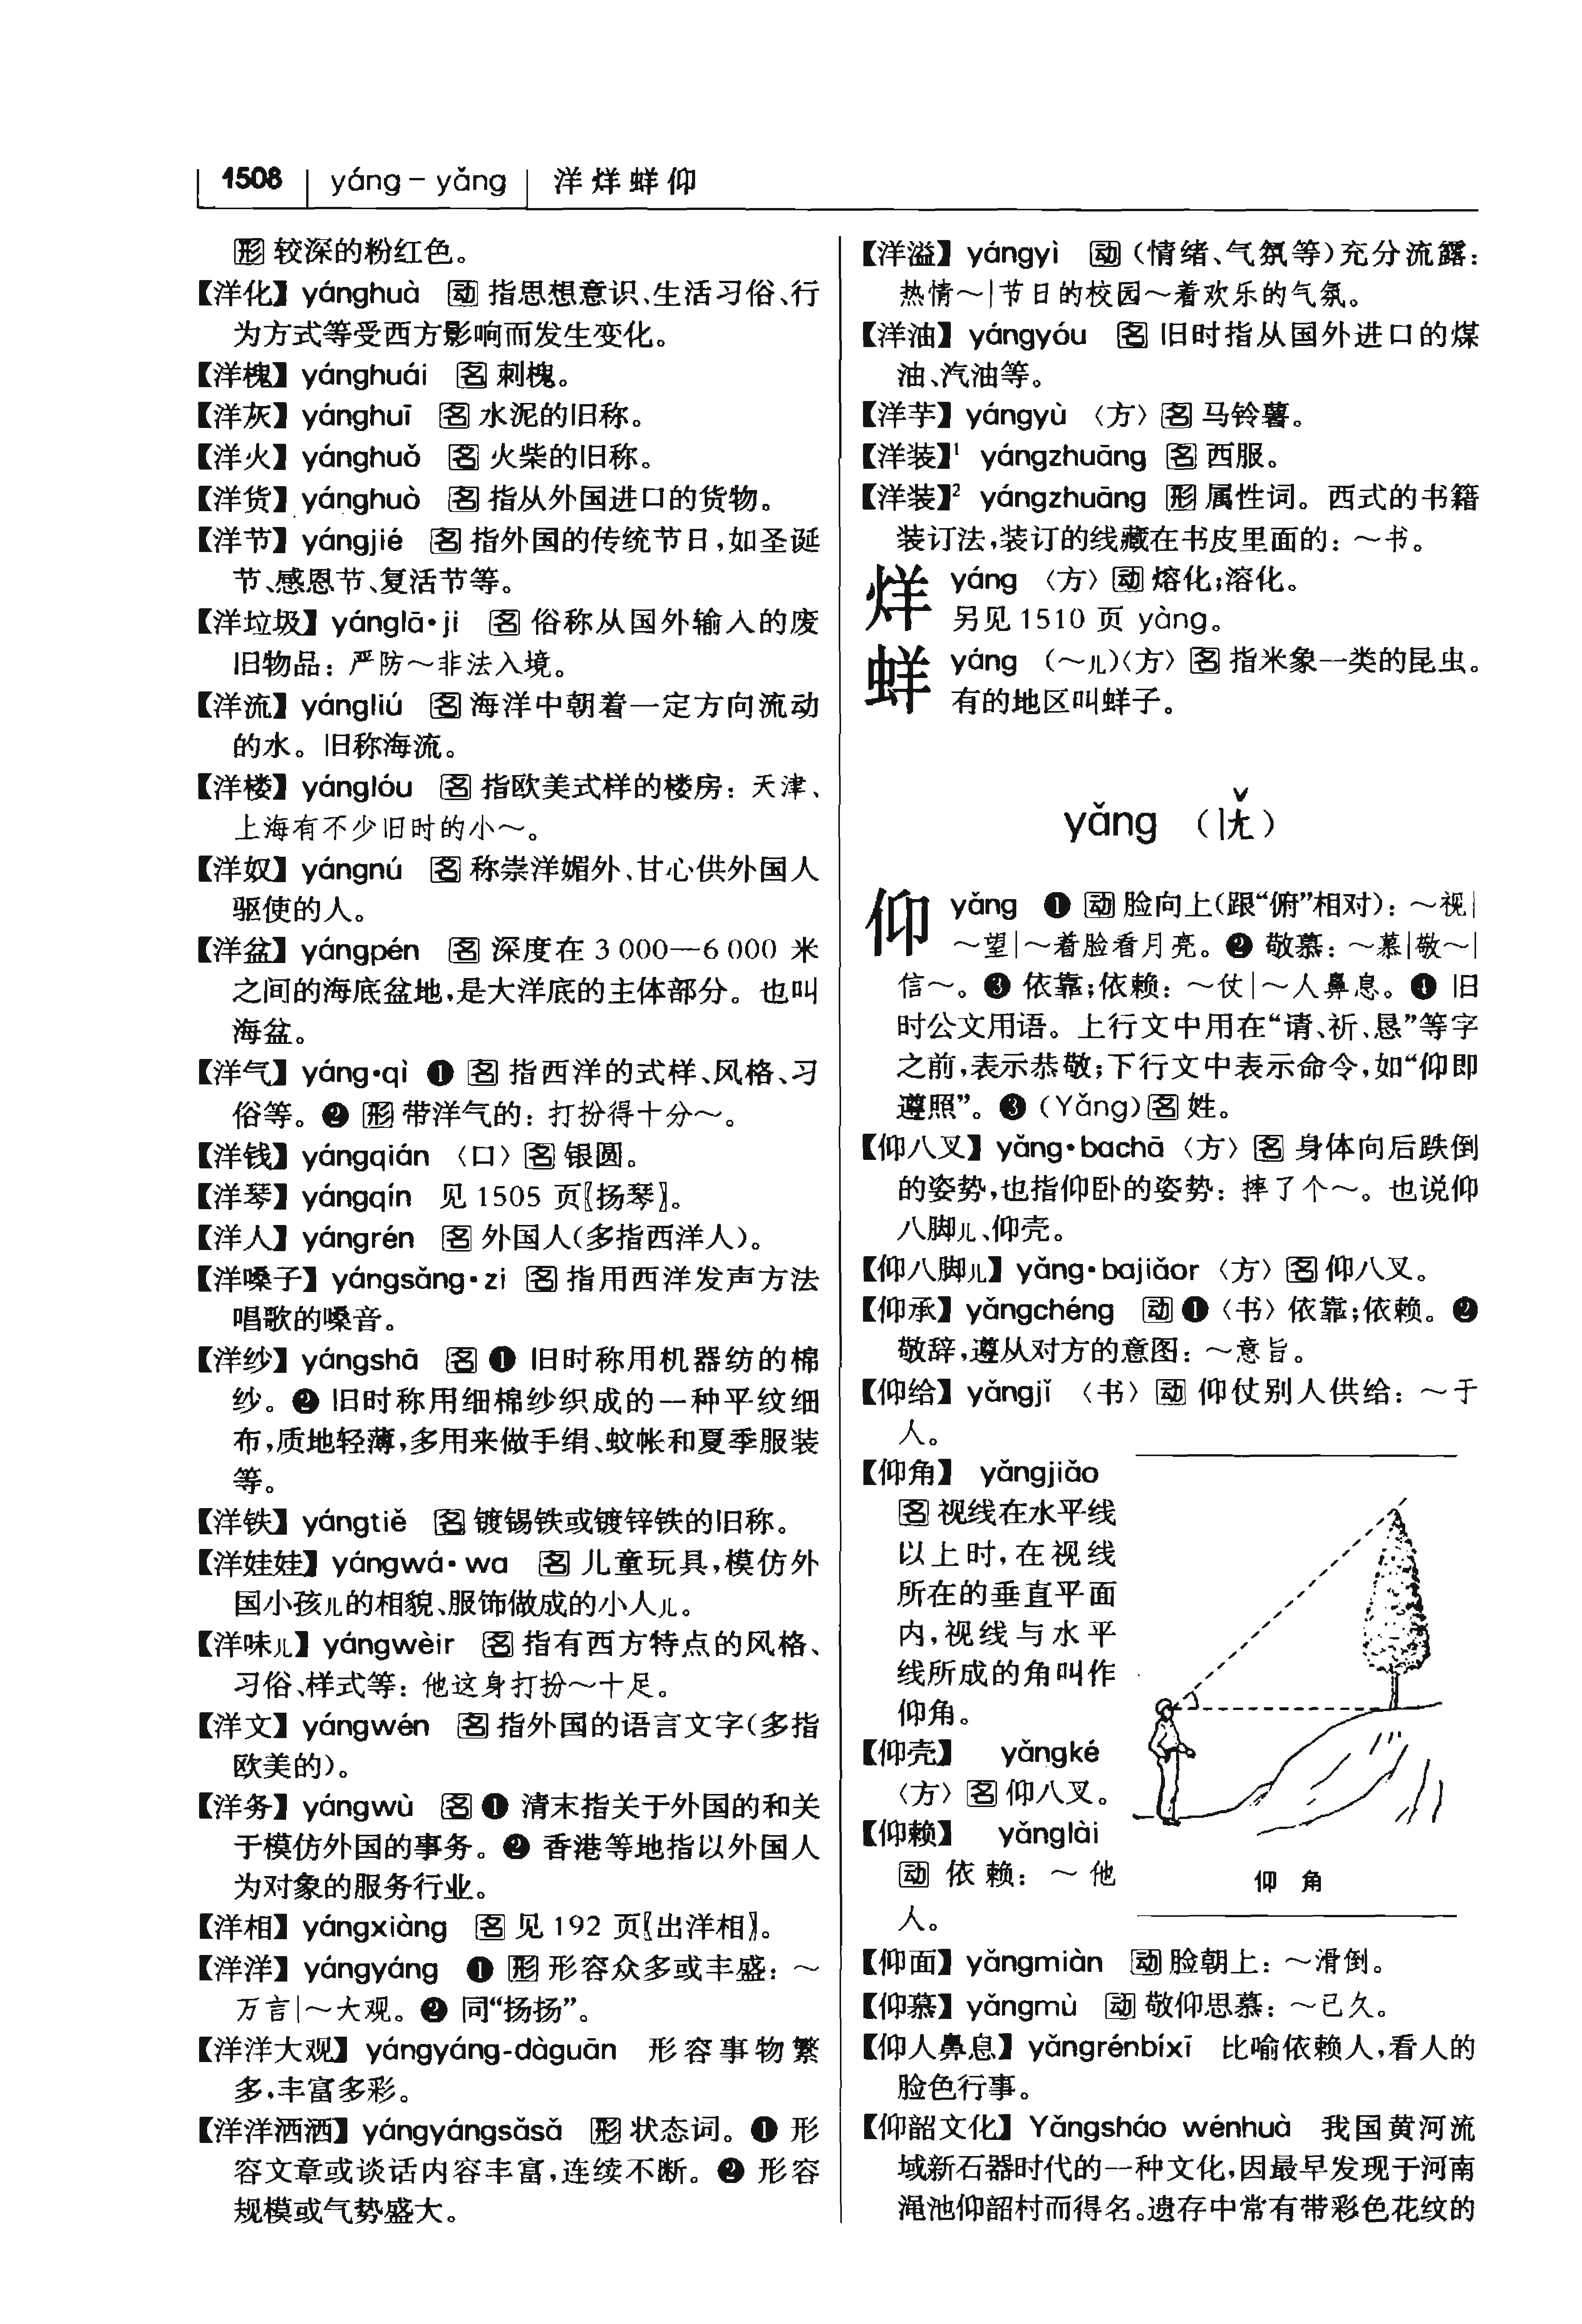 1508 yáng－yǎng 洋烊蛘仰
形 较深的粉红色。
【洋化】yánghuà 动 指思想意识、生活习俗、行
为方式等受西方影响而发生变化。
【洋槐】yánghuái 名 刺槐。
【洋灰】yánghuī 名 水泥的旧称。
【洋火】yánghuǒ 名 火柴的旧称。
【洋货】yánghuò 名 指从外国进口的货物。
【洋节】yángjié 名 指外国的传统节日,如圣诞
节、感恩节、复活节等。
【洋垃圾】yánglā·jī 名 俗称从国外输入的废
旧物品：严防～非法入境。
【洋流】yángliú 名 海洋中朝着一定方向流动
的水。旧称海流。
【洋楼】yánglóu 名 指欧美式样的楼房：天津、
上海有不少旧时的小～。
【洋奴】yángnú 名 称崇洋媚外、甘心供外国人
驱使的人。
【洋盆】yángpén 名 深度在 3 000—6 000 米
之间的海底盆地,是大洋底的主体部分。也叫
海盆。
【洋气】yáng·qì ❶ 名 指西洋的式样、风格、习
俗等。❷ 形 带洋气的：打扮得十分～。
【洋钱】yángqián 〈口〉名 银圆。
【洋琴】yángqín 见 1505 页〖扬琴〗。
【洋人】yángrén 名 外国人(多指西洋人)。
【洋嗓子】yángsǎng·zi 名 指用西洋发声方法
唱歌的嗓音。
【洋纱】yángshā 名 ❶ 旧时称用机器纺的棉
纱。❷ 旧时称用细棉纱织成的一种平纹细
布,质地轻薄,多用来做手绢、蚊帐和夏季服装
等。
【洋铁】yángtiě 名 镀锡铁或镀锌铁的旧称。
【洋娃娃】yángwá·wa 名 儿童玩具,模仿外
国小孩儿的相貌、服饰做成的小人儿。
【洋味儿】yángwèir 名 指有西方特点的风格、
习俗、样式等：他这身打扮～十足。
【洋文】yángwén 名 指外国的语言文字(多指
欧美的)。
【洋务】yángwù 名 ❶ 清末指关于外国的和关
于模仿外国的事务。❷ 香港等地指以外国人
为对象的服务行业。
【洋相】yángxiàng 名 见 192 页〖出洋相〗。
【洋洋】yángyáng ❶ 形 形容众多或丰盛：～
万言|～大观。❷ 同“扬扬”。
【洋洋大观】yángyáng-dàguān 形容事物繁
多,丰富多彩。
【洋洋洒洒】yángyángsǎsǎ 形 状态词。❶ 形
容文章或谈话内容丰富,连续不断。❷ 形容
规模或气势盛大。
【洋溢】yángyì 动 (情绪、气氛等)充分流露：
热情～|节日的校园～着欢乐的气氛。
【洋油】yángyóu 名 旧时指从国外进口的煤
油、汽油等。
【洋芋】yángyù 〈方〉名 马铃薯。
【洋装】¹ yángzhuāng 名 西服。
【洋装】² yángzhuāng 形 属性词。西式的书籍
装订法,装订的线藏在书皮里面的：～书。
烊 yáng 〈方〉动 熔化;溶化。
另见 1510 页 yàng。
蛘 yáng (～儿)〈方〉名 指米象一类的昆虫。
有的地区叫蛘子。
yǎng (ㄧㄤˇ)
仰 yǎng ❶ 动 脸向上(跟“俯”相对)：～视|
～望|～着脸看月亮。❷ 敬慕：～慕|敬～|
信～。❸ 依靠;依赖：～仗|～人鼻息。❹ 旧
时公文用语。上行文中用在“请、祈、恳”等字
之前,表示恭敬;下行文中表示命令,如“仰即
遵照”。❸ (Yǎng)名 姓。
【仰八叉】yǎng·bachā 〈方〉名 身体向后跌倒
的姿势,也指仰卧的姿势：摔了个～。也说仰
八脚儿、仰壳。
【仰八脚儿】yǎng·bajiǎor 〈方〉名 仰八叉。
【仰承】yǎngchéng 动 ❶〈书〉依靠;依赖。❷
敬辞,遵从对方的意图：～意旨。
【仰给】yǎngjǐ 〈书〉动 仰仗别人供给：～于
人。
【仰角】 yǎngjiǎo
名 视线在水平线
以上时,在视线
所在的垂直平面
内,视线与水平
线所成的角叫作
仰角。
【仰壳】 yǎngké
〈方〉名 仰八叉。
【仰赖】 yǎnglài
动 依赖：～他
人。
仰 角
【仰面】yǎngmiàn 动 脸朝上：～滑倒。
【仰慕】yǎngmù 动 敬仰思慕：～已久。
【仰人鼻息】yǎngrénbíxī 比喻依赖人,看人的
脸色行事。
【仰韶文化】Yǎngsháo wénhuà 我国黄河流
域新石器时代的一种文化,因最早发现于河南
渑池仰韶村而得名。遗存中常有带彩色花纹的